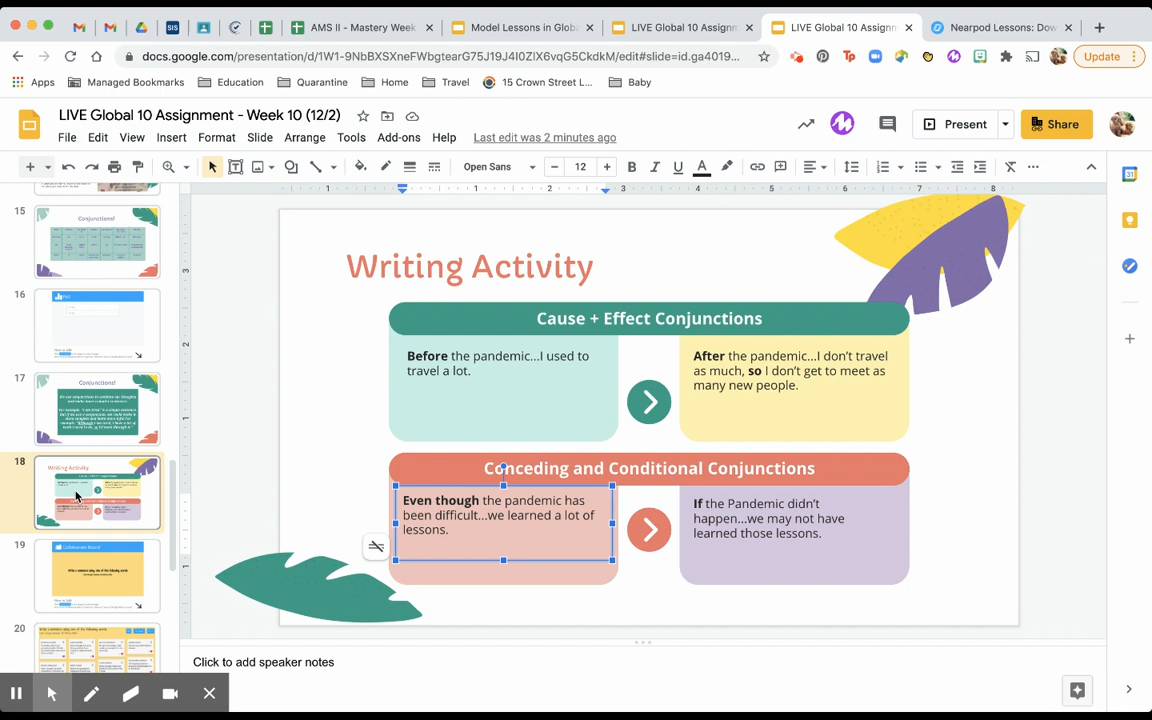 AMS II - Mastery Week
Model Lessons in Globa
LIVE Global 10 Assignm
LIVE Global 10 Assignm
Nearpod Lessons: Dow
docs.google.com/presentation/d/1W1-9NbBXSXneFWbgtearG75J19J4I0ZlX6vqG5CkdkM/edit#slide=id.ga4019...
Update
Apps
Managed Bookmarks
Education
Quarantine
Home
Travel
15 Crown Street L...
Baby
LIVE Global 10 Assignment - Week 10 (12/2)
File Edit View Insert Format Slide Arrange Tools Add-ons Help Last edit was 2 minutes ago
Present
Share
Open Sans
12
15
Conjunctions!
16
17
Conjunctions!
18
Writing Activity
19
Collaborate Board
20
Writing Activity
Cause + Effect Conjunctions
Before the pandemic...I used to
travel a lot.
After the pandemic...I don't travel
as much, so I don't get to meet as
many new people.
Conceding and Conditional Conjunctions
Even though the pandemic has
been difficult...we learned a lot of
lessons.
If the Pandemic didn't
happen...we may not have
learned those lessons.
Click to add speaker notes